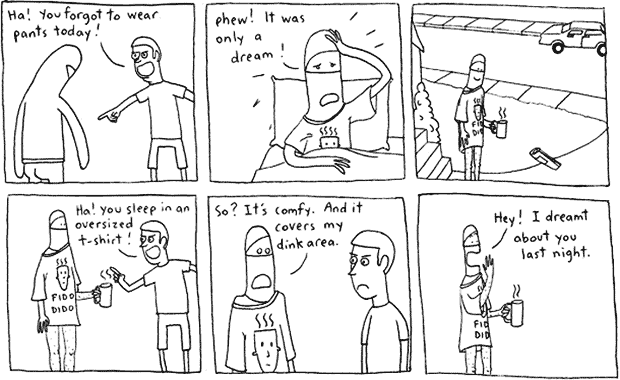 Ha! You forgot to wear
pants today!
phew! It was
only a
dream!
FIDO
DID
Ha! You sleep in an
oversized
t-shirt!
FIDO
DIDO
So? It's comfy. And it
covers my
dink area.
Hey! I dreamt
about you
last night.
FID
DID